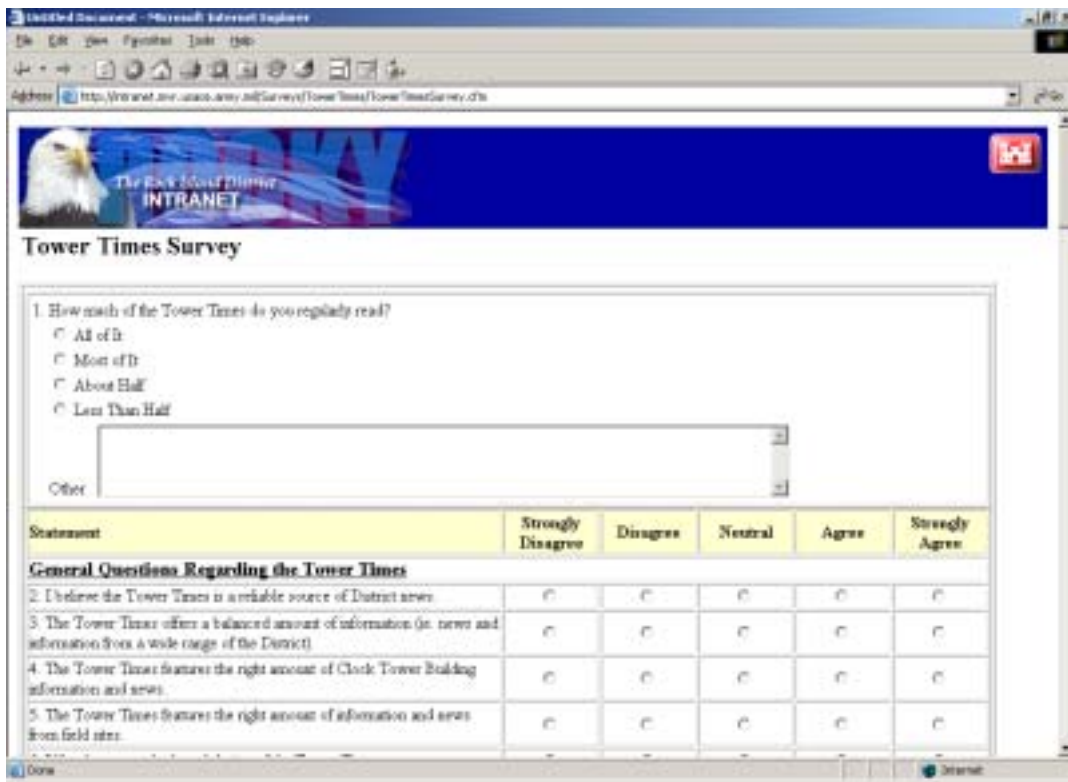 Untitled Document - Microsoft Internet Explorer
File Edit View Favorites Tools Help
Address
Go
ROCKY
The Rock Island District
INTRANET
Tower Times Survey
1. How much of the Tower Times do you regularly read?
All of It
Most of It
About Half
Less Than Half
Other
Statement Strongly Disagree Disagree Neutral Agree Strongly Agree
General Questions Regarding the Tower Times
2. I believe the Tower Times is a reliable source of District news.
3. The Tower Times offers a balanced amount of information (ie. news and
information from a wide range of the District).
4. The Tower Times features the right amount of Clock Tower Building
information and news.
5. The Tower Times features the right amount of information and news
from field sites.
Done Internet